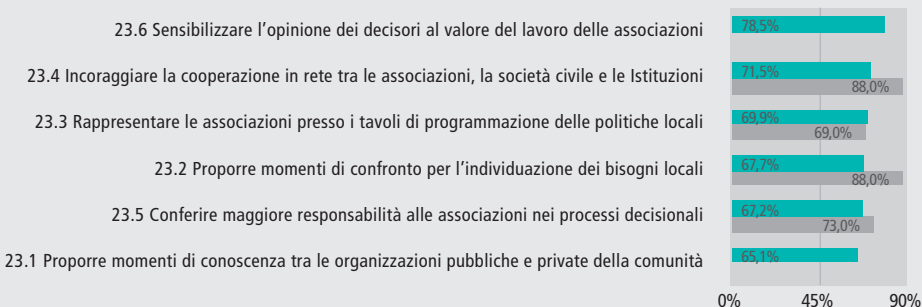 23.6 Sensibilizzare l’opinione dei decisori al valore del lavoro delle associazioni
78,5%
23.4 Incoraggiare la cooperazione in rete tra le associazioni, la società civile e le Istituzioni
71,5%
88,0%
23.3 Rappresentare le associazioni presso i tavoli di programmazione delle politiche locali
69,9%
69,0%
23.2 Proporre momenti di confronto per l’individuazione dei bisogni locali
67,7%
88,0%
23.5 Conferire maggiore responsabilità alle associazioni nei processi decisionali
67,2%
73,0%
23.1 Proporre momenti di conoscenza tra le organizzazioni pubbliche e private della comunità
65,1%
0% 45% 90%